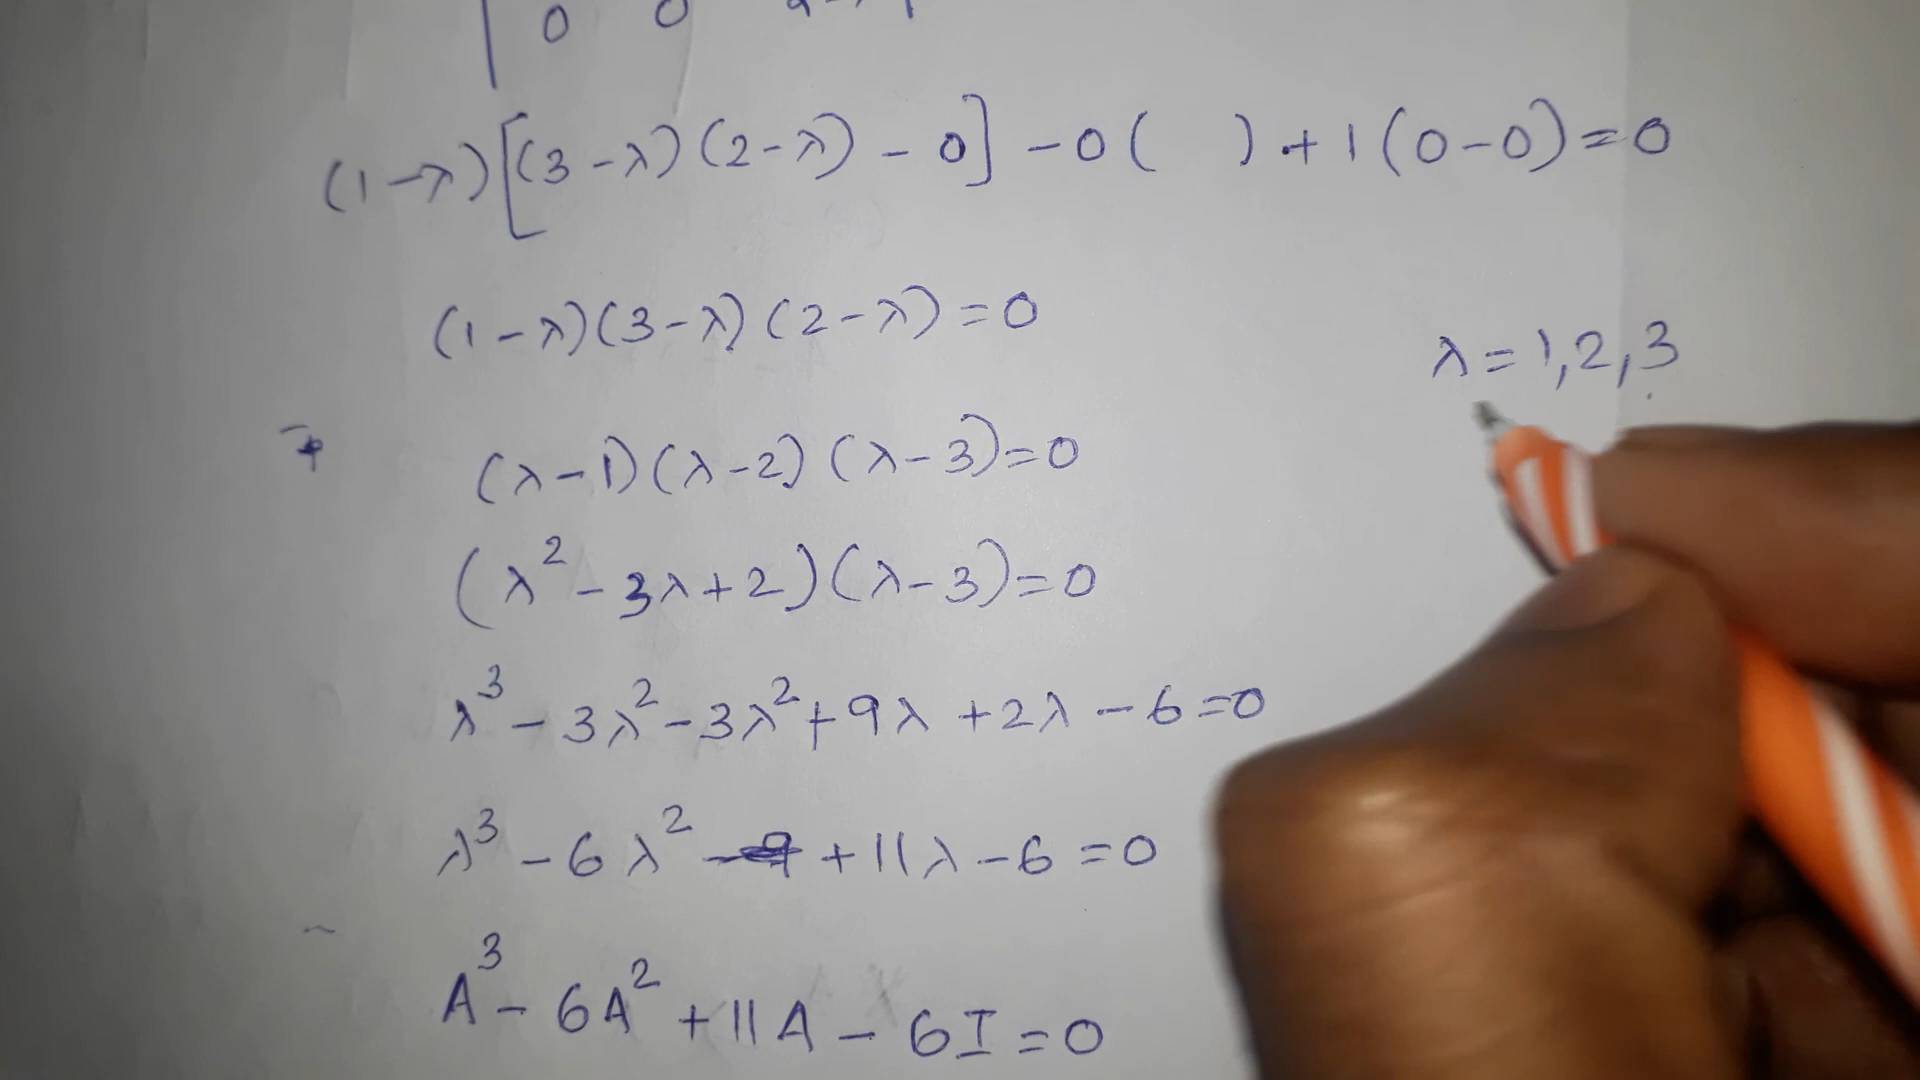 0 0
(1-λ)[(3-λ)(2-λ)-0]-0( )+1(0-0)=0
(1-λ)(3-λ)(2-λ)=0
λ=1,2,3
(λ-1)(λ-2)(λ-3)=0
(λ²-3λ+2)(λ-3)=0
λ³-3λ²-3λ²+9λ+2λ-6=0
λ³-6λ²+11λ-6=0
A³-6A²+11A-6I=0